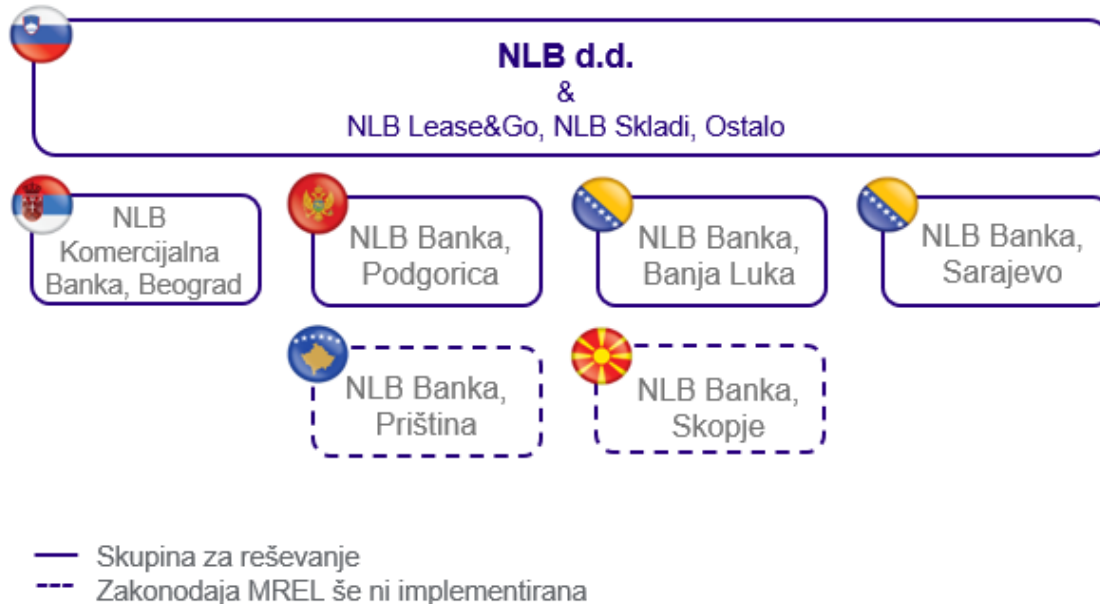 NLB d.d.
&
NLB Lease&Go, NLB Skladi, Ostalo
NLB
Komercijalna
Banka, Beograd
NLB Banka,
Podgorica
NLB Banka,
Banja Luka
NLB Banka,
Sarajevo
NLB Banka,
Priština
NLB Banka,
Skopje
Skupina za reševanje
Zakonodaja MREL še ni implementirana